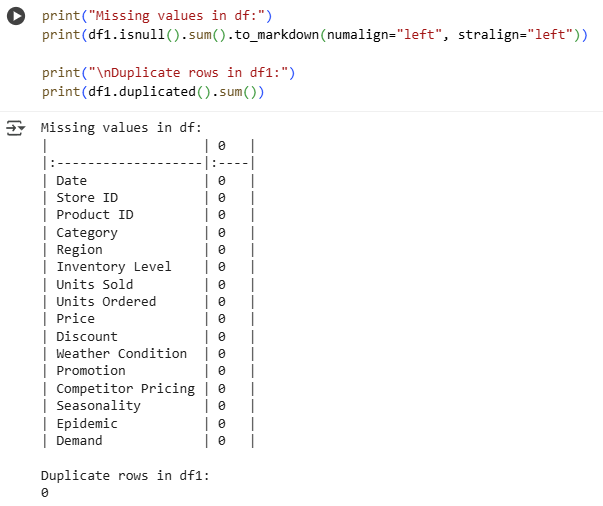 print("Missing values in df:")
print(df1.isnull().sum().to_markdown(numalign="left", stralign="left"))
print("\nDuplicate rows in df1:")
print(df1.duplicated().sum())
Missing values in df:
|                    | 0   |
|:-------------------|:----|
| Date               | 0   |
| Store ID           | 0   |
| Product ID         | 0   |
| Category           | 0   |
| Region             | 0   |
| Inventory Level    | 0   |
| Units Sold         | 0   |
| Units Ordered      | 0   |
| Price              | 0   |
| Discount           | 0   |
| Weather Condition  | 0   |
| Promotion          | 0   |
| Competitor Pricing | 0   |
| Seasonality        | 0   |
| Epidemic           | 0   |
| Demand             | 0   |
Duplicate rows in df1:
0